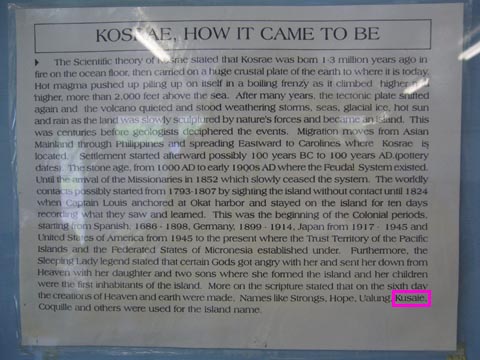 KOSRAE, HOW IT CAME TO BE
The Scientific theory of Kosrae stated that Kosrae was born 1-3 million years ago in
fire on the ocean floor, then carried on a huge crustal plate of the earth to where it is today.
Hot magma pushed up piling up on itself in a boiling frenzy as it climbed higher and
higher, more than 2,000 feet above the sea. After many years, the tectonic plate shifted
again and the volcano quieted and stood weathering storms, seas, glacial ice, hot sun
and rain as the land was slowly sculptured by nature's forces and became an island. This
was centuries before geologists deciphered the events. Migration moves from Asian
Mainland through Philippines and spreading Eastward to Carolines where Kosrae is
located. Settlement started afterward possibly 100 years BC to 100 years AD.(pottery
dates). The stone age, from 1000 AD to early 1900s AD where the Feudal System existed.
Until the arrival of the Missionaries in 1852 which slowly ceased the system. The worldly
contacts possibly started from 1793-1807 by sighting the island without contact until 1824
when Captain Louis anchored at Okat harbor and stayed on the island for ten days
recording what they saw and learned. This was the beginning of the Colonial periods,
starting from Spanish, 1686 - 1898, Germany, 1899 - 1914, Japan from 1917 - 1945 and
United States of America from 1945 to the present where the Trust Territory of the Pacific
Islands and the Federated States of Micronesia established under. Furthermore, the
Sleeping Lady legend stated that certain Gods got angry with her and sent her down from
Heaven with her daughter and two sons where she formed the island and her children
were the first inhabitants of the island. More on the scripture stated that on the sixth day
the creations of Heaven and earth were made. Names like Strongs, Hope, Ualung, Kusaie,
Coquille and others were used for the island name.